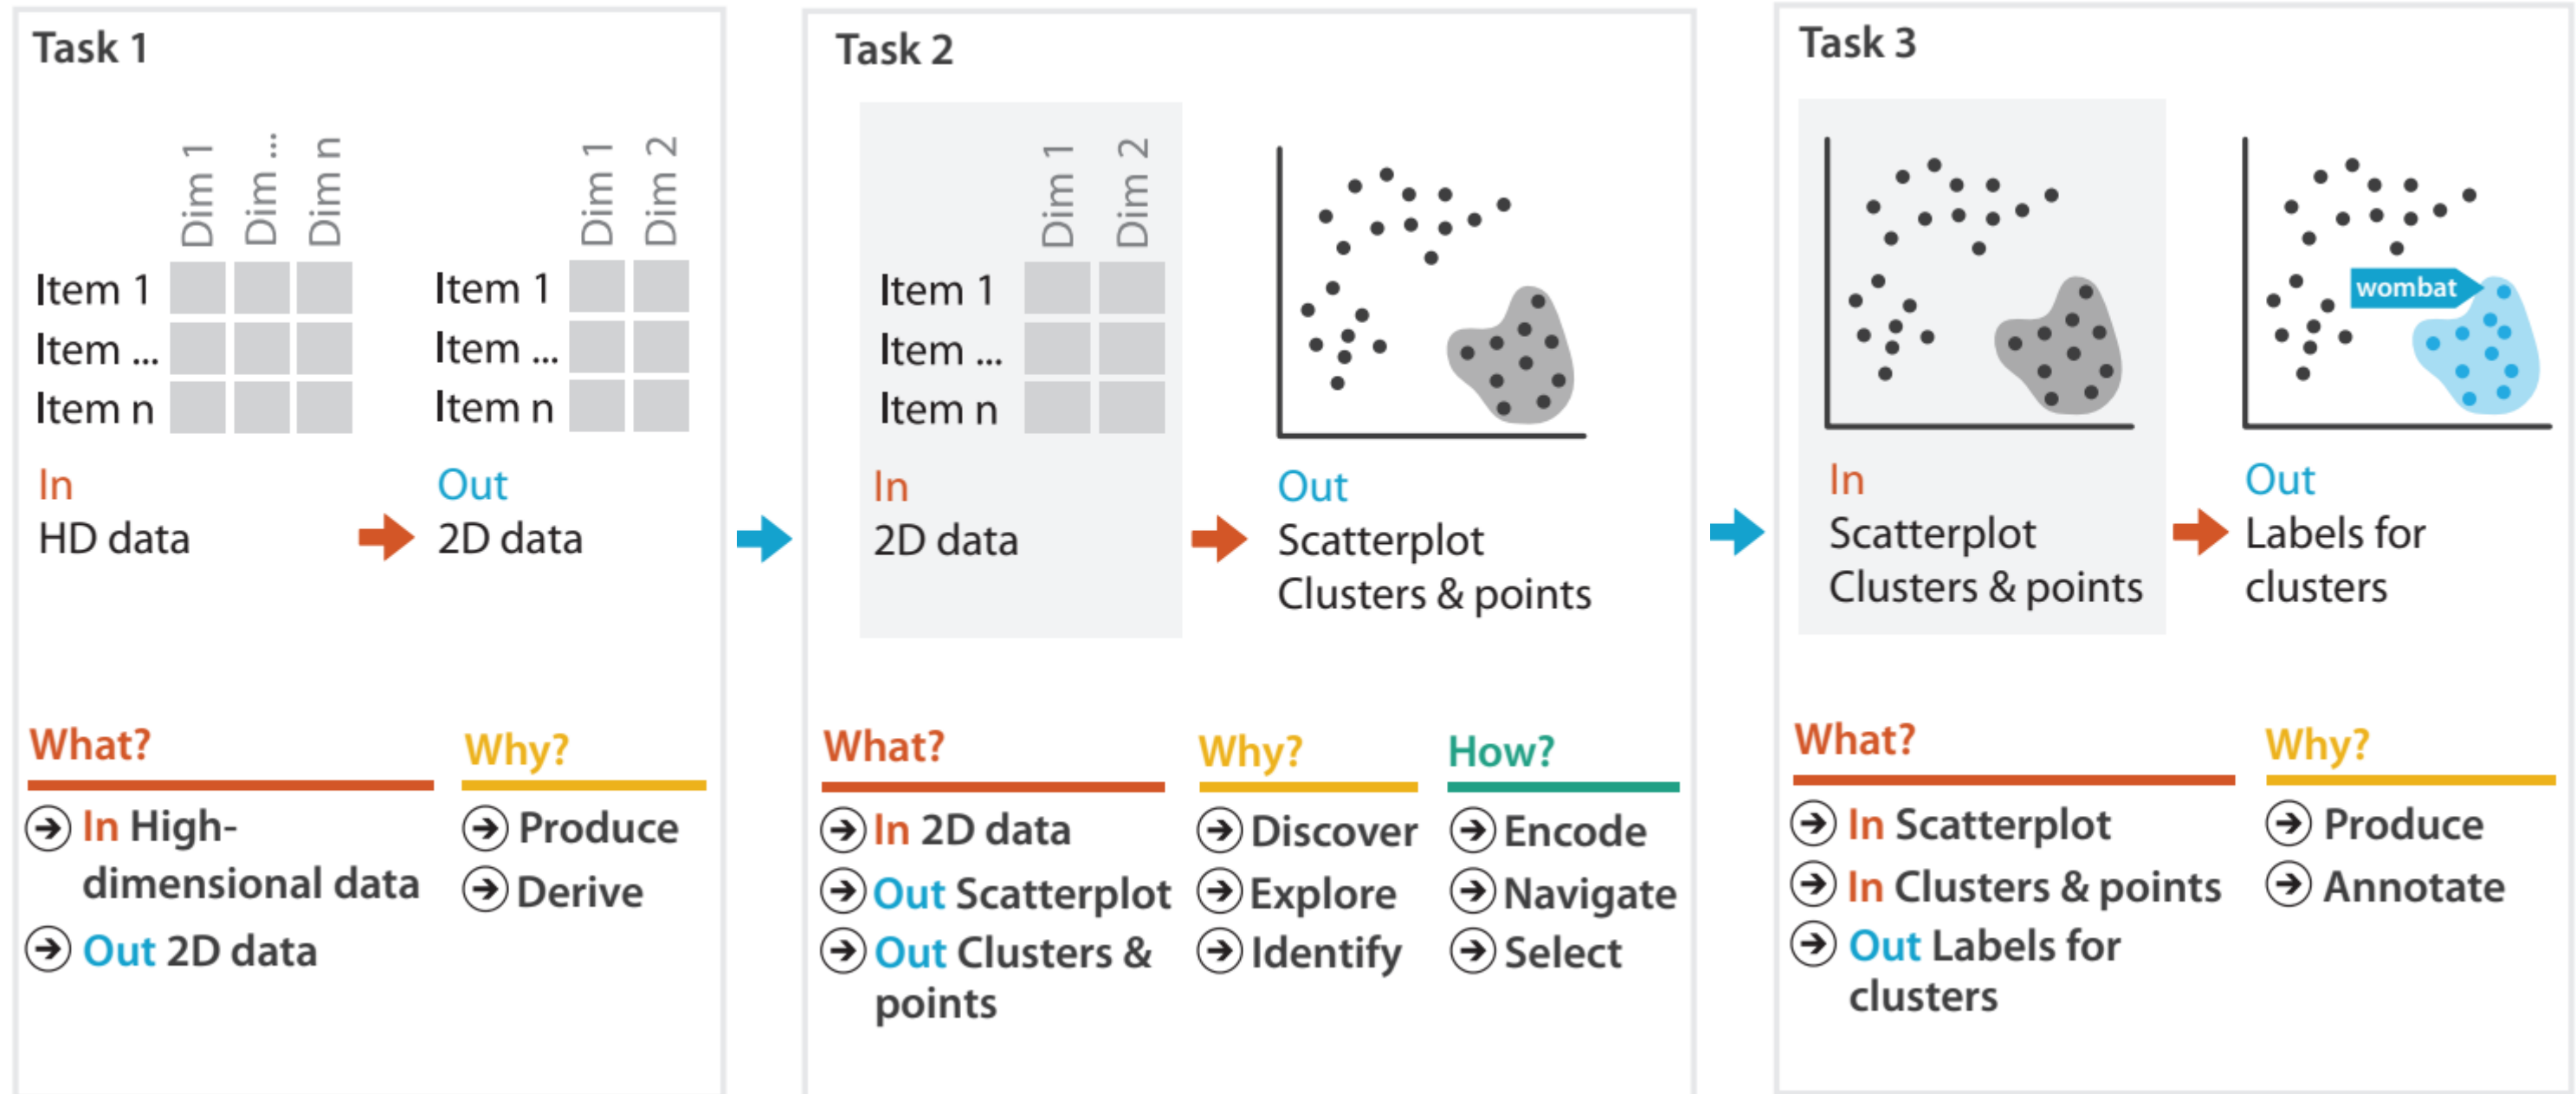 Task 1
Dim 1
Dim ...
Dim n
Item 1
Item ...
Item n
In
HD data
Dim 1
Dim 2
Item 1
Item ...
Item n
Out
2D data
What?
In High-
dimensional data
Out 2D data
Why?
Produce
Derive
Task 2
Dim 1
Dim 2
Item 1
Item ...
Item n
In
2D data
Out
Scatterplot
Clusters & points
What?
In 2D data
Out Scatterplot
Out Clusters &
points
Why?
Discover
Explore
Identify
How?
Encode
Navigate
Select
Task 3
In
Scatterplot
Clusters & points
wombat
Out
Labels for
clusters
What?
In Scatterplot
In Clusters & points
Out Labels for
clusters
Why?
Produce
Annotate